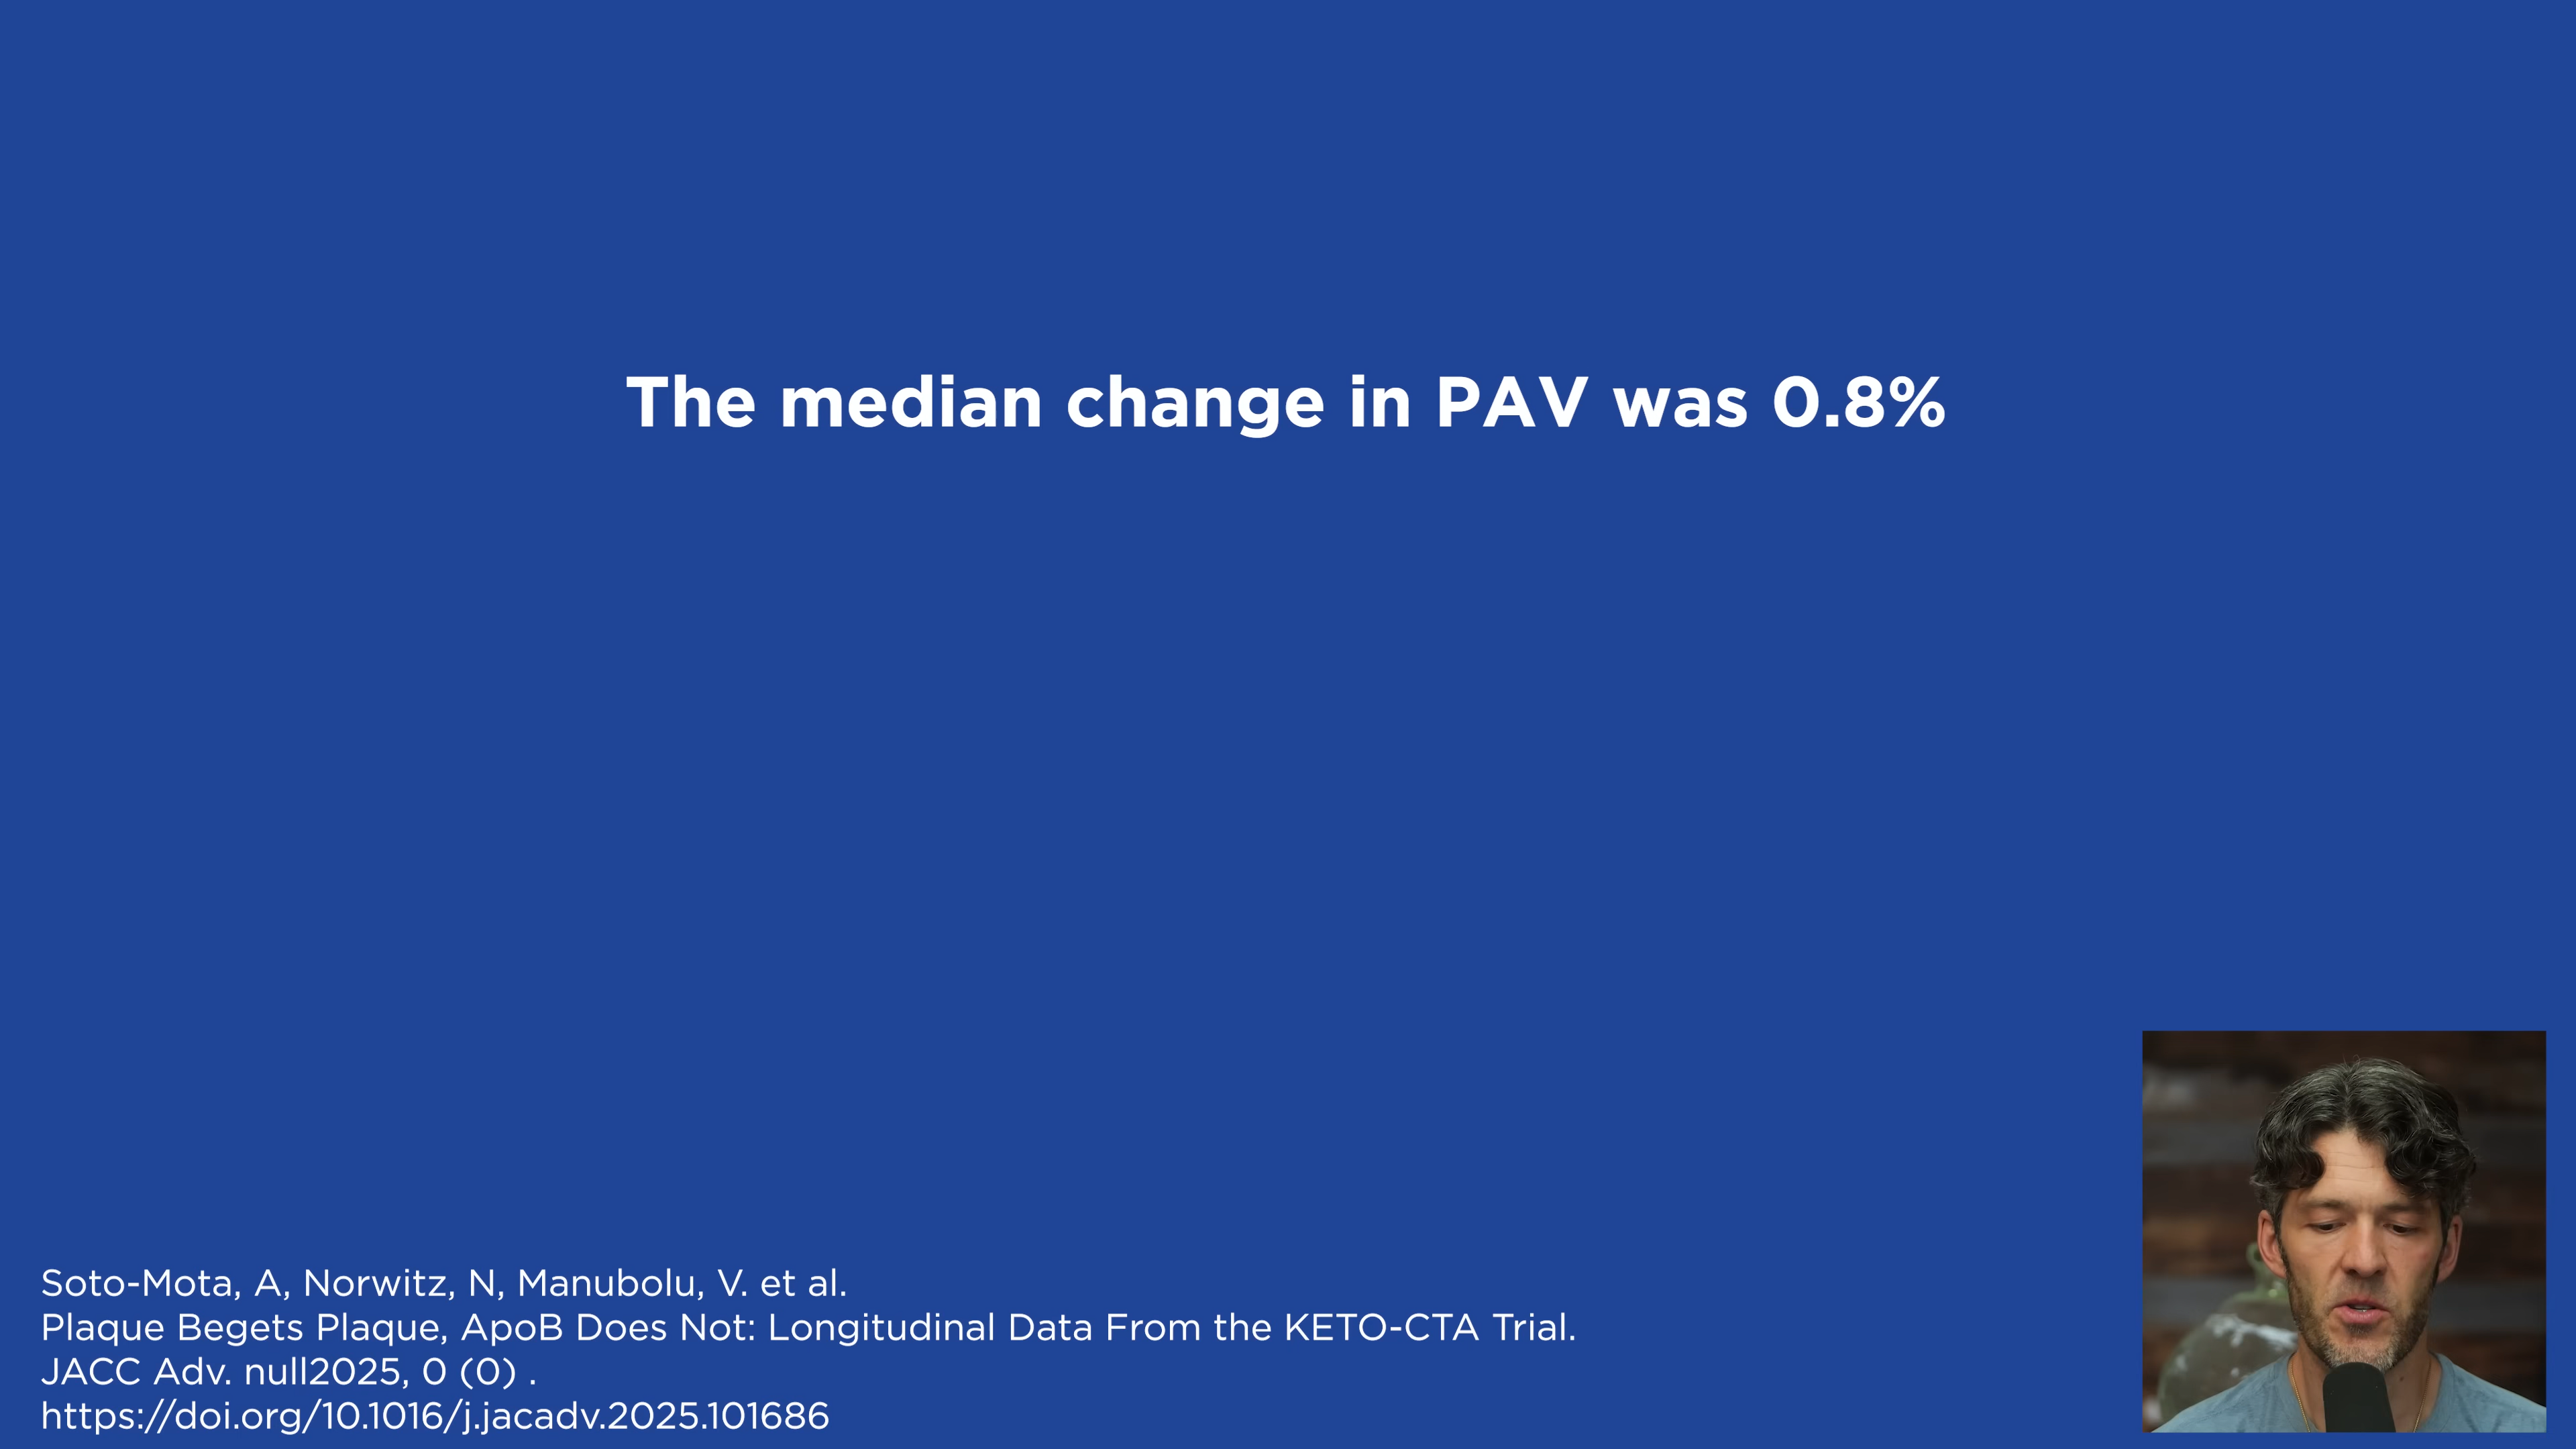 The median change in PAV was 0.8%
Soto-Mota, A, Norwitz, N, Manubolu, V. et al.
Plaque Begets Plaque, ApoB Does Not: Longitudinal Data From the KETO-CTA Trial.
JACC Adv. null2025, 0 (0) .
https://doi.org/10.1016/j.jacadv.2025.101686